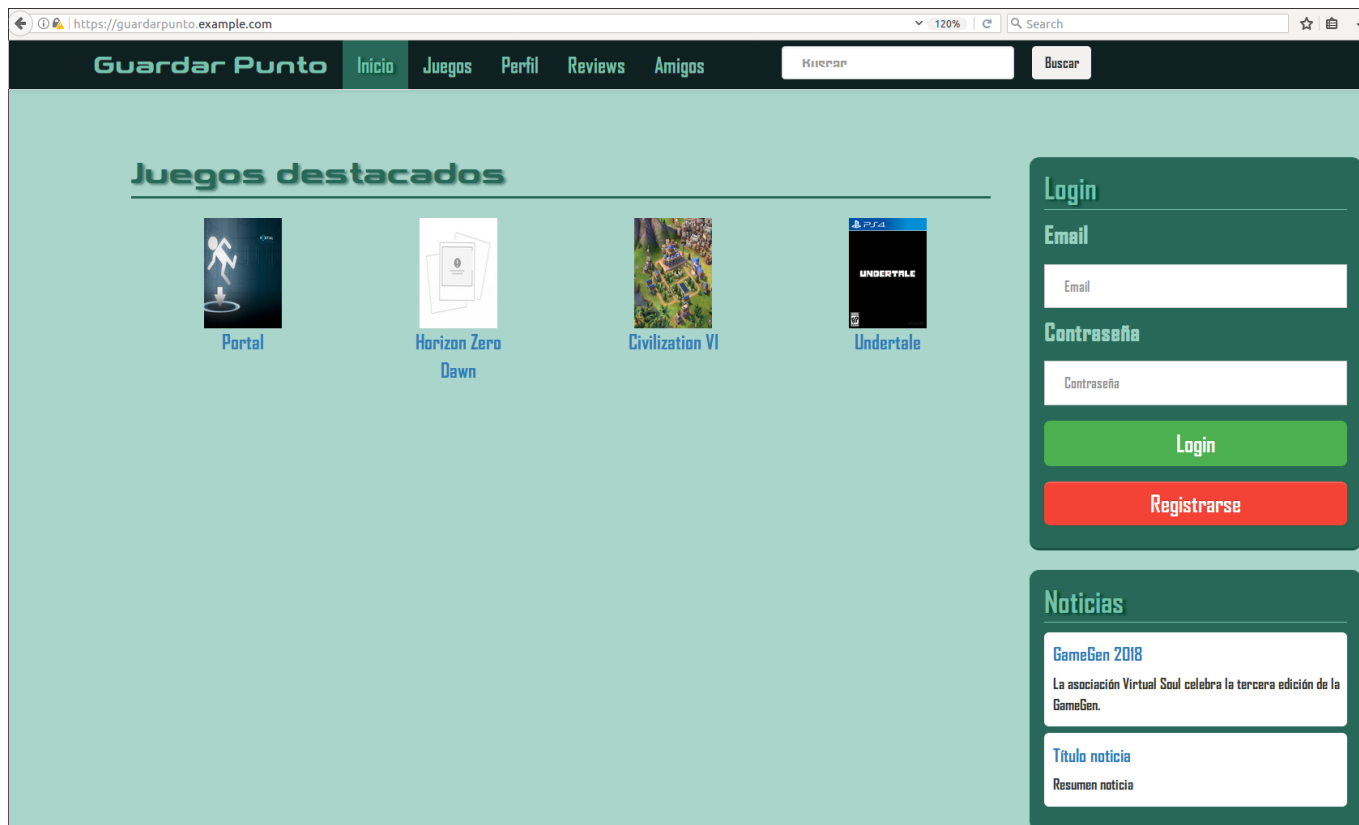 https://guardarpunto.example.com
120%
Search
Guardar Punto
Inicio
Juegos
Perfil
Reviews
Amigos
Buscar
Buscar
Juegos destacados
Portal
Horizon Zero
Dawn
Civilization VI
PS4
UNDERTALE
Undertale
Login
Email
Email
Contraseña
Contraseña
Login
Registrarse
Noticias
GameGen 2018
La asociación Virtual Soul celebra la tercera edición de la
GameGen.
Título noticia
Resumen noticia